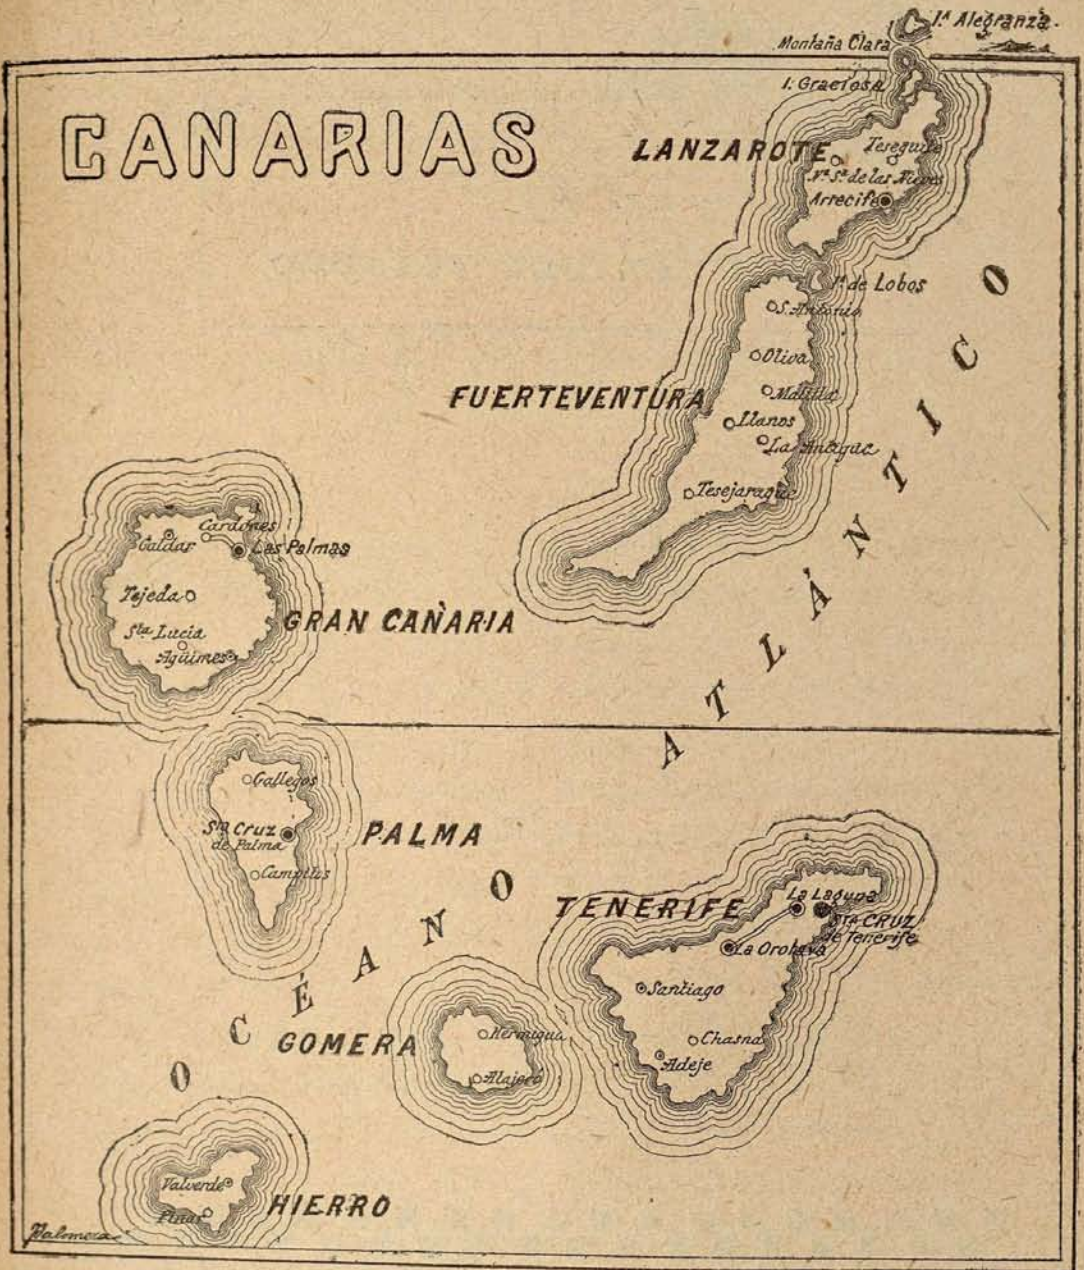 Iª Alegranza.
Montaña Clara
I. Graciosa
CANARIAS
LANZAROTE
Teseguite
Nª Sª de las Nieves
Arrecife
Iª de Lobos
S. Antonio
Oliva
FUERTEVENTURA
Matilla
Llanos
La Antigua
Tesejarague
Cardones
Galdar
Las Palmas
Tejeda
GRAN CANARIA
Sta Lucia
Agüimes
OCÉANO ATLÁNTICO
Gallegos
Sta Cruz
de Palma
PALMA
TENERIFE
La Laguna
Sta CRUZ
de Tenerife
La Orotava
Santiago
GOMERA
Hermigua
Chasna
Adeje
Alajeró
Valverde
Pinar
HIERRO